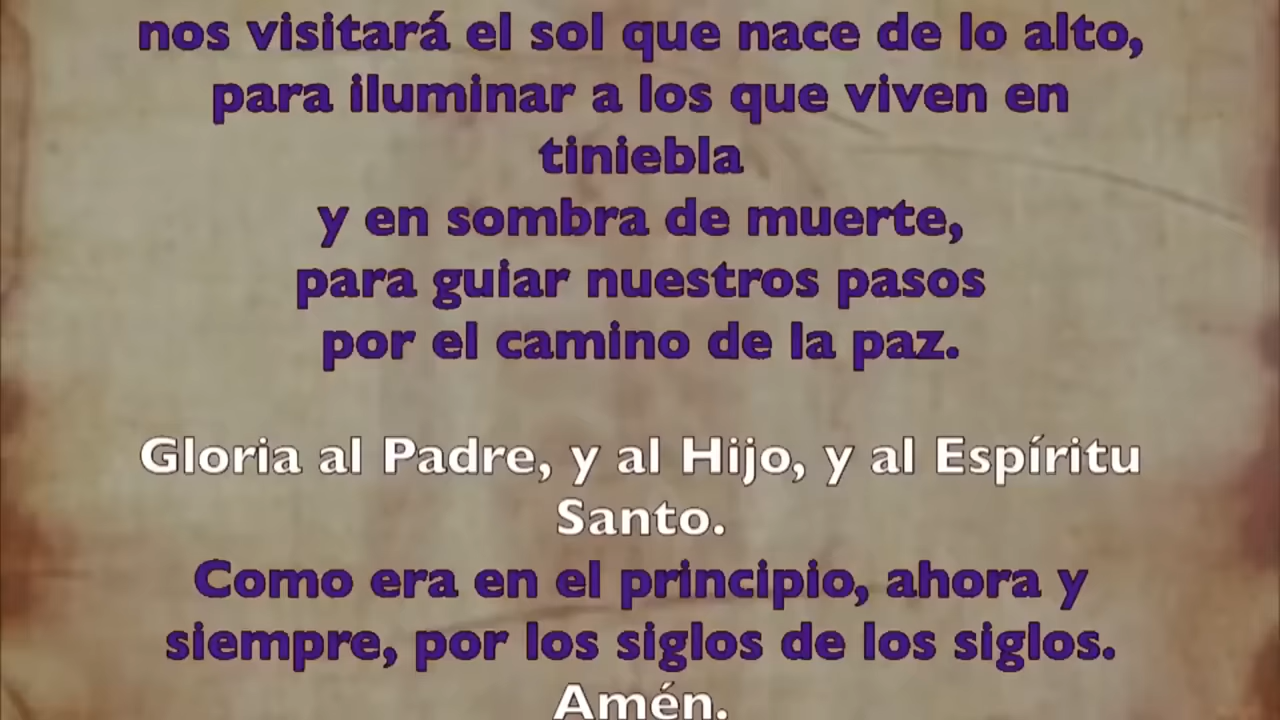 nos visitará el sol que nace de lo alto,
para iluminar a los que viven en
tiniebla
y en sombra de muerte,
para guiar nuestros pasos
por el camino de la paz.
Gloria al Padre, y al Hijo, y al Espíritu
Santo.
Como era en el principio, ahora y
siempre, por los siglos de los siglos.
Amén.